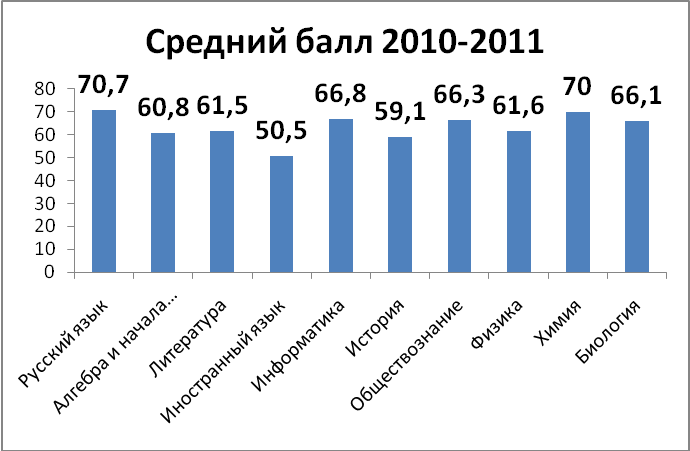 Средний балл 2010-2011
80
70
60
50
40
30
20
10
0
70,7
60,8
61,5
50,5
66,8
59,1
66,3
61,6
70
66,1
Русский язык
Алгебра и начала...
Литература
Иностранный язык
Информатика
История
Обществознание
Физика
Химия
Биология